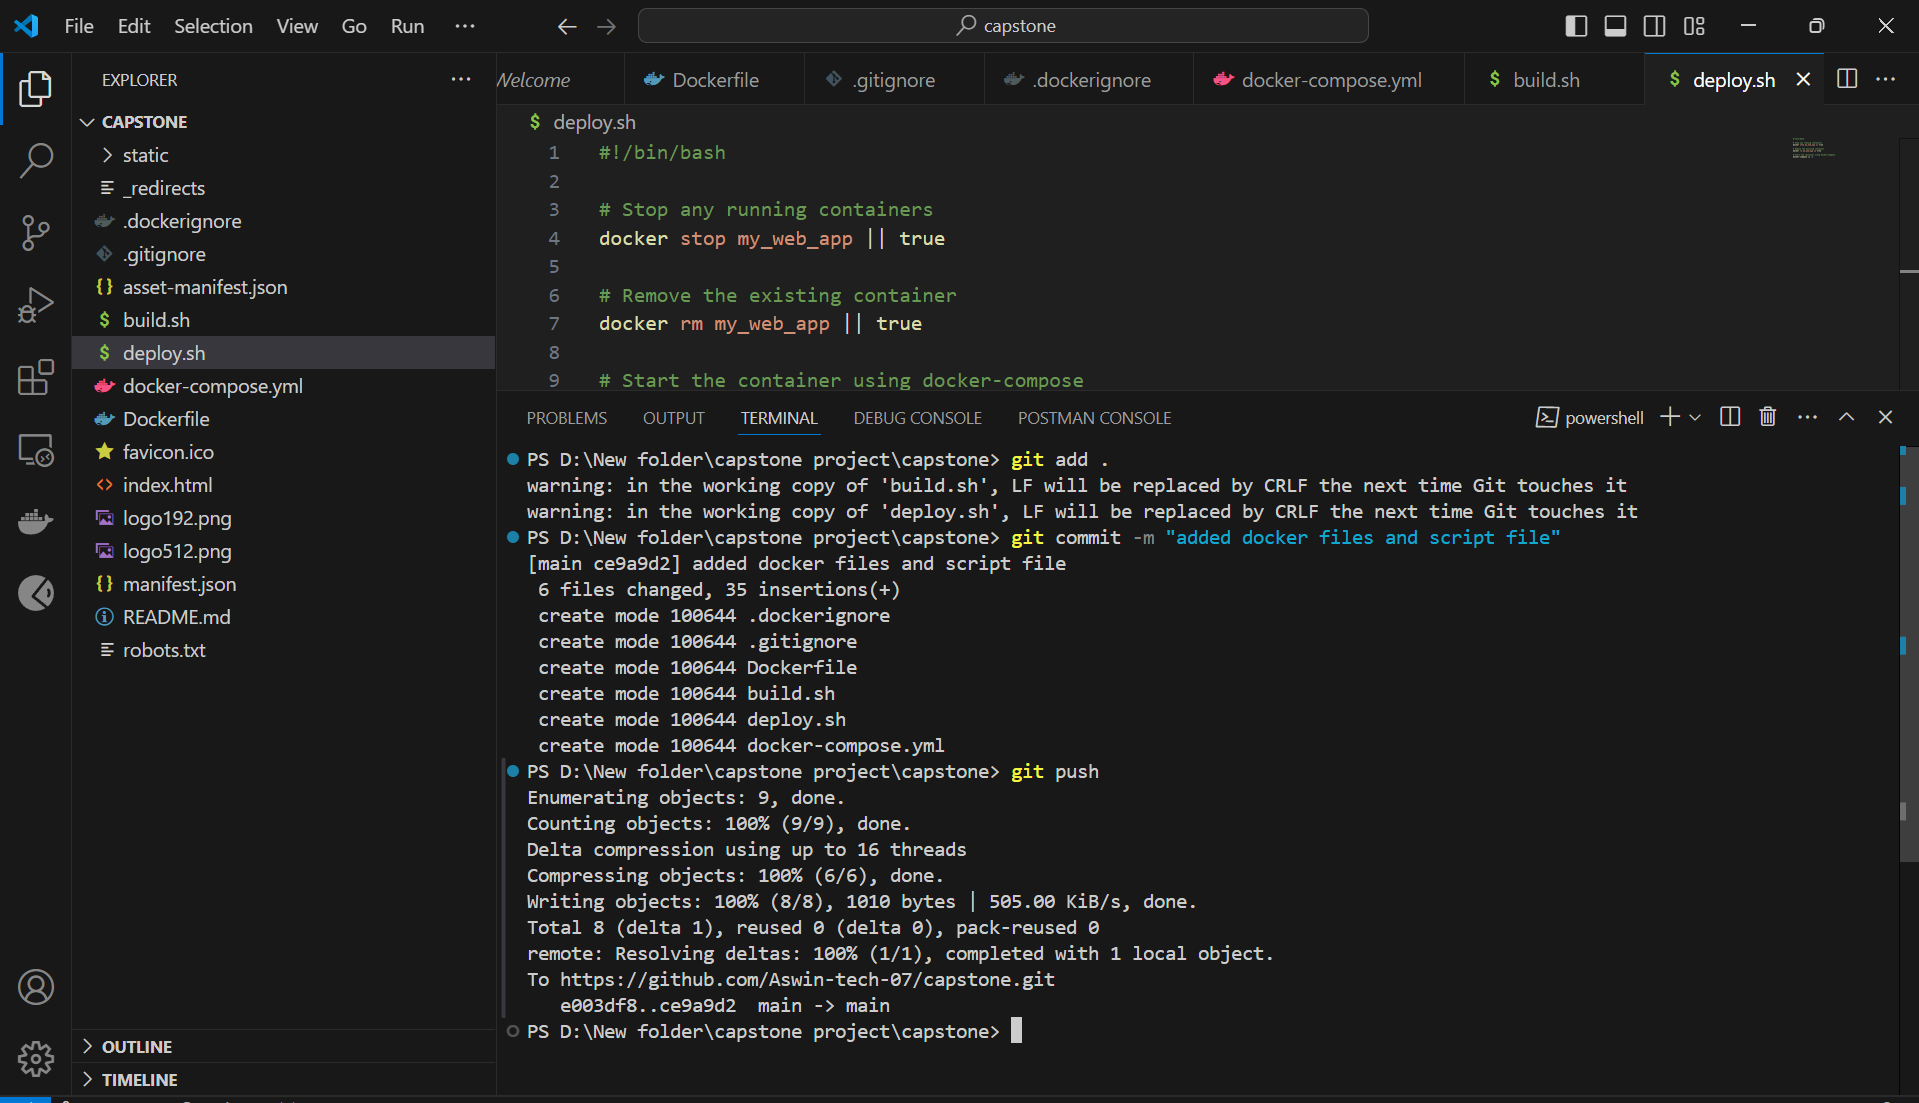 File Edit Selection View Go Run ··· capstone
EXPLORER ···
CAPSTONE
static
_redirects
.dockerignore
.gitignore
asset-manifest.json
build.sh
deploy.sh
docker-compose.yml
Dockerfile
favicon.ico
index.html
logo192.png
logo512.png
manifest.json
README.md
robots.txt
OUTLINE
TIMELINE
Welcome Dockerfile .gitignore .dockerignore docker-compose.yml $ build.sh $ deploy.sh
$ deploy.sh
1 #!/bin/bash
2
3 # Stop any running containers
4 docker stop my_web_app || true
5
6 # Remove the existing container
7 docker rm my_web_app || true
8
9 # Start the container using docker-compose
PROBLEMS OUTPUT TERMINAL DEBUG CONSOLE POSTMAN CONSOLE powershell
PS D:\New folder\capstone project\capstone> git add .
warning: in the working copy of 'build.sh', LF will be replaced by CRLF the next time Git touches it
warning: in the working copy of 'deploy.sh', LF will be replaced by CRLF the next time Git touches it
PS D:\New folder\capstone project\capstone> git commit -m "added docker files and script file"
[main ce9a9d2] added docker files and script file
6 files changed, 35 insertions(+)
create mode 100644 .dockerignore
create mode 100644 .gitignore
create mode 100644 Dockerfile
create mode 100644 build.sh
create mode 100644 deploy.sh
create mode 100644 docker-compose.yml
PS D:\New folder\capstone project\capstone> git push
Enumerating objects: 9, done.
Counting objects: 100% (9/9), done.
Delta compression using up to 16 threads
Compressing objects: 100% (6/6), done.
Writing objects: 100% (8/8), 1010 bytes | 505.00 KiB/s, done.
Total 8 (delta 1), reused 0 (delta 0), pack-reused 0
remote: Resolving deltas: 100% (1/1), completed with 1 local object.
To https://github.com/Aswin-tech-07/capstone.git
e003df8..ce9a9d2 main -> main
PS D:\New folder\capstone project\capstone>